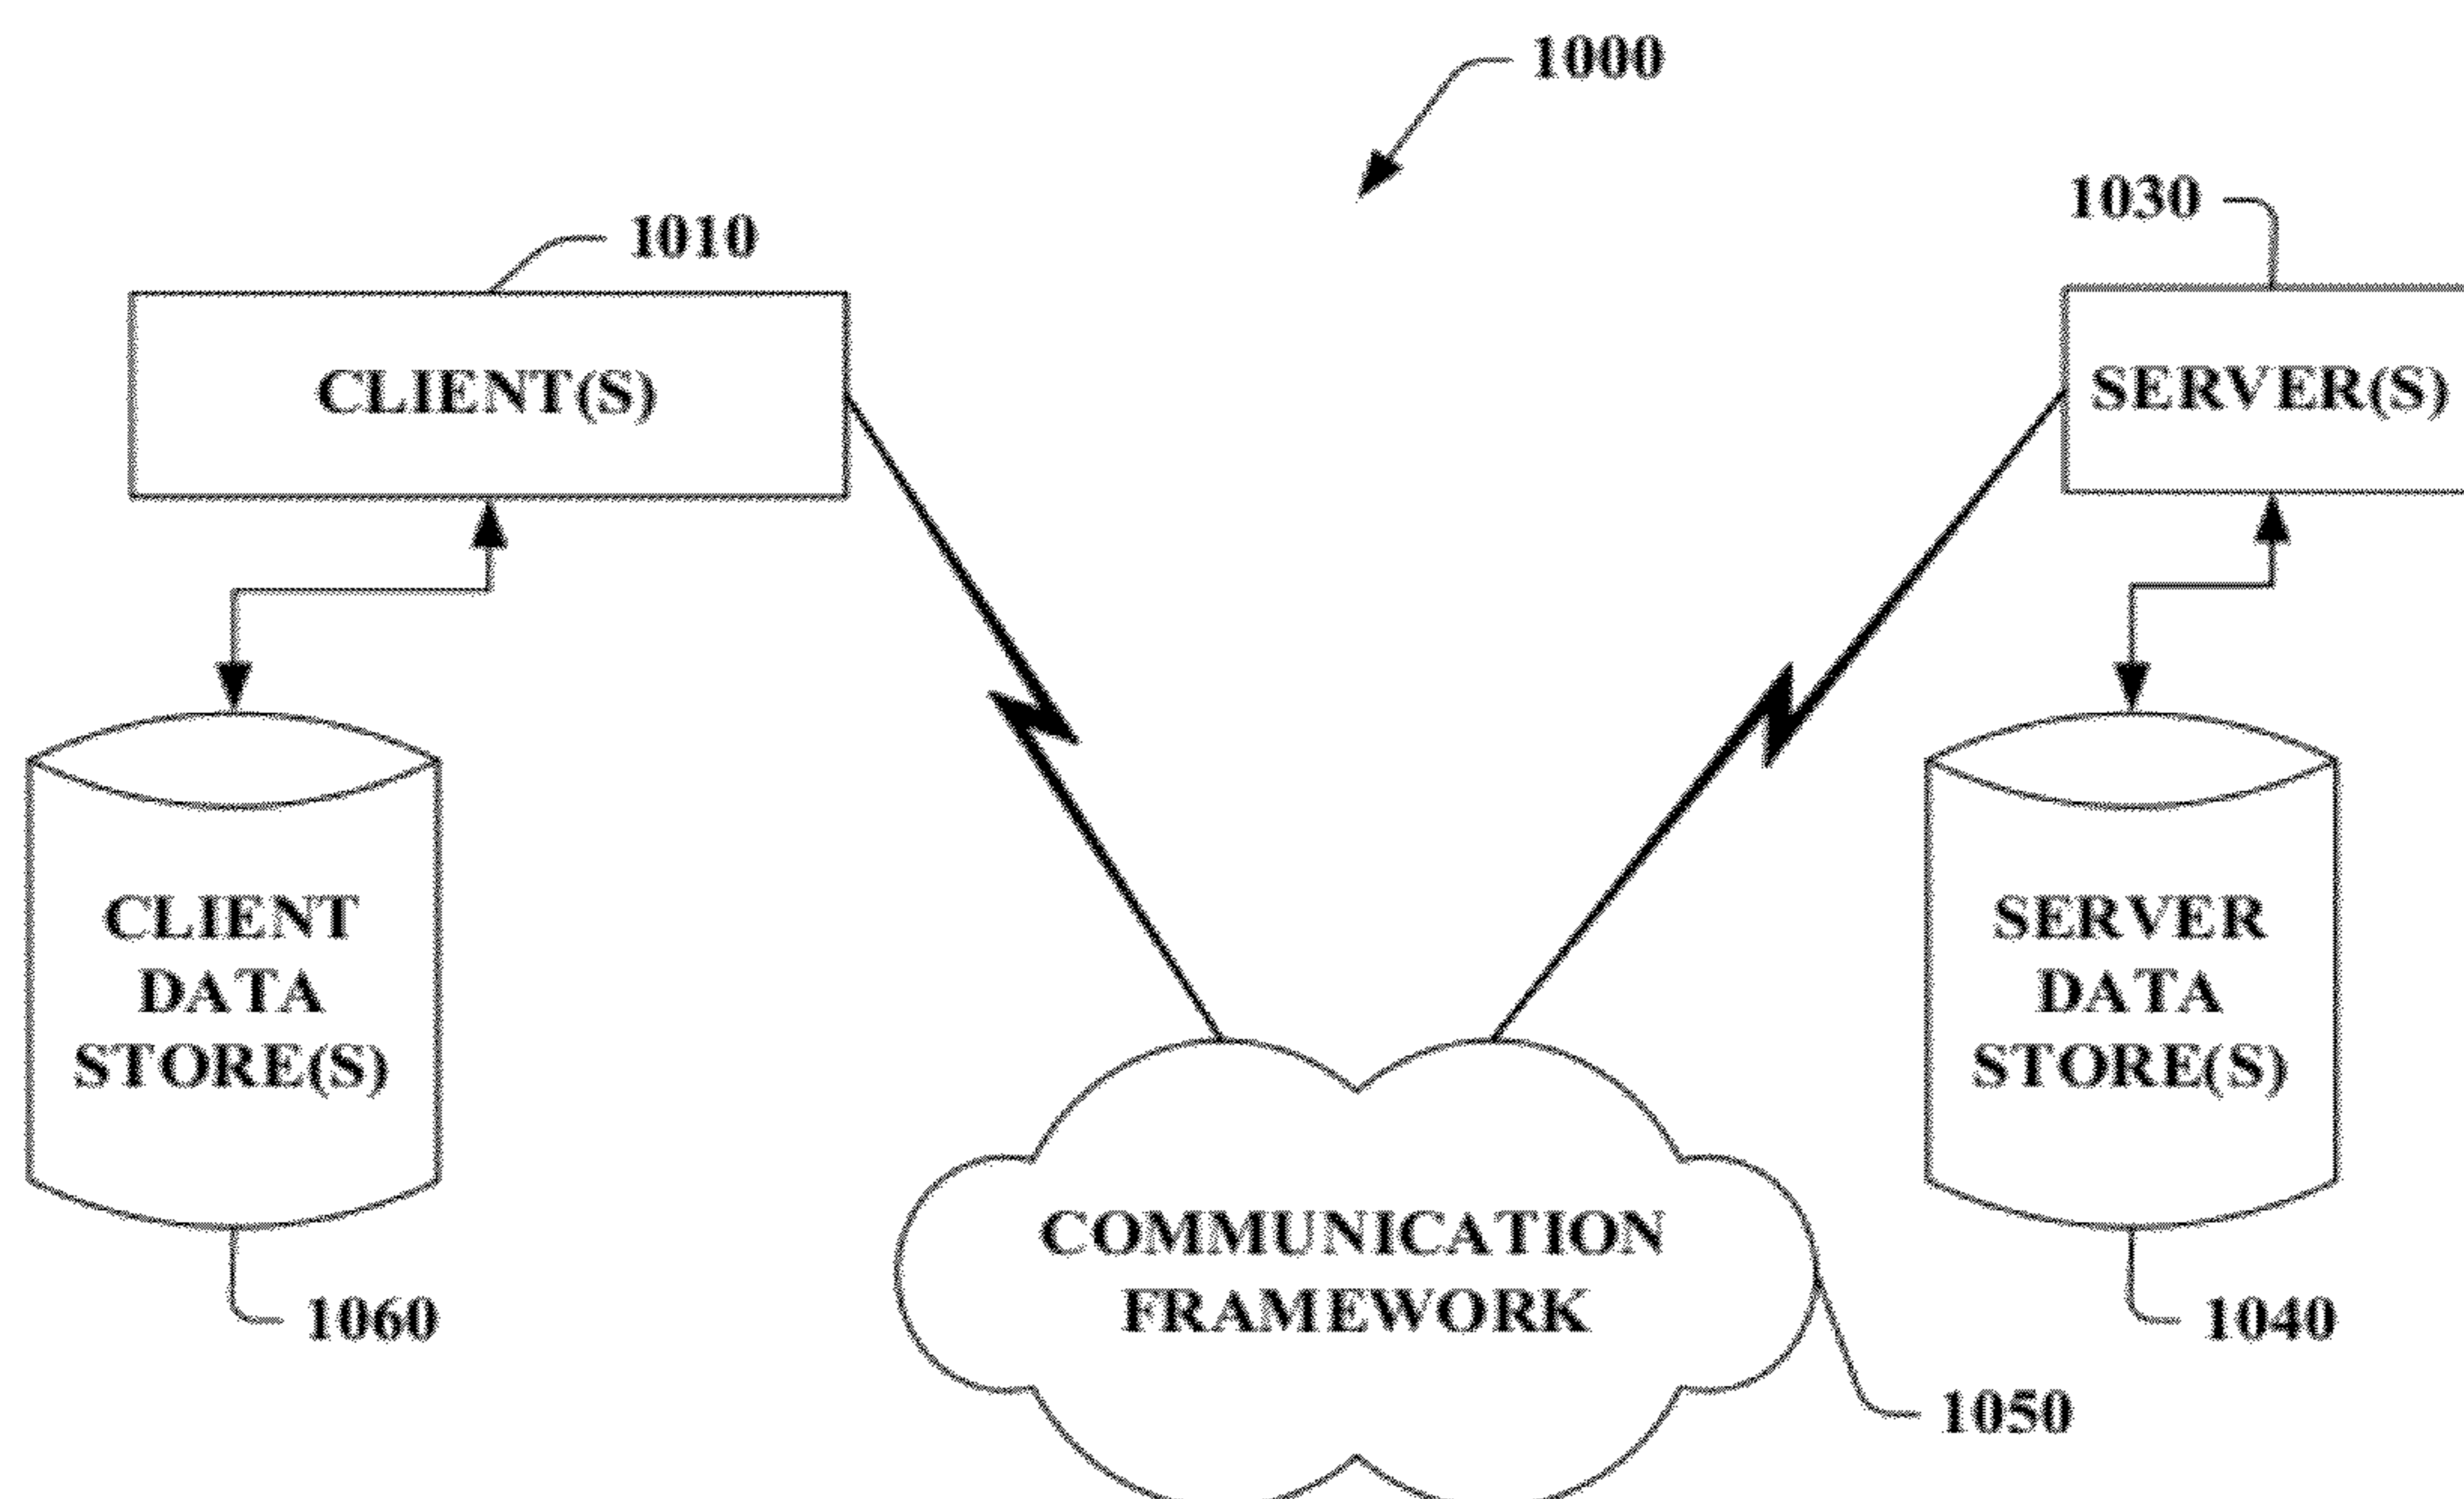 1000
1010
1030
CLIENT(S)
SERVER(S)
CLIENT
DATA
STORE(S)
SERVER
DATA
STORE(S)
COMMUNICATION
FRAMEWORK
1060
1040
1050